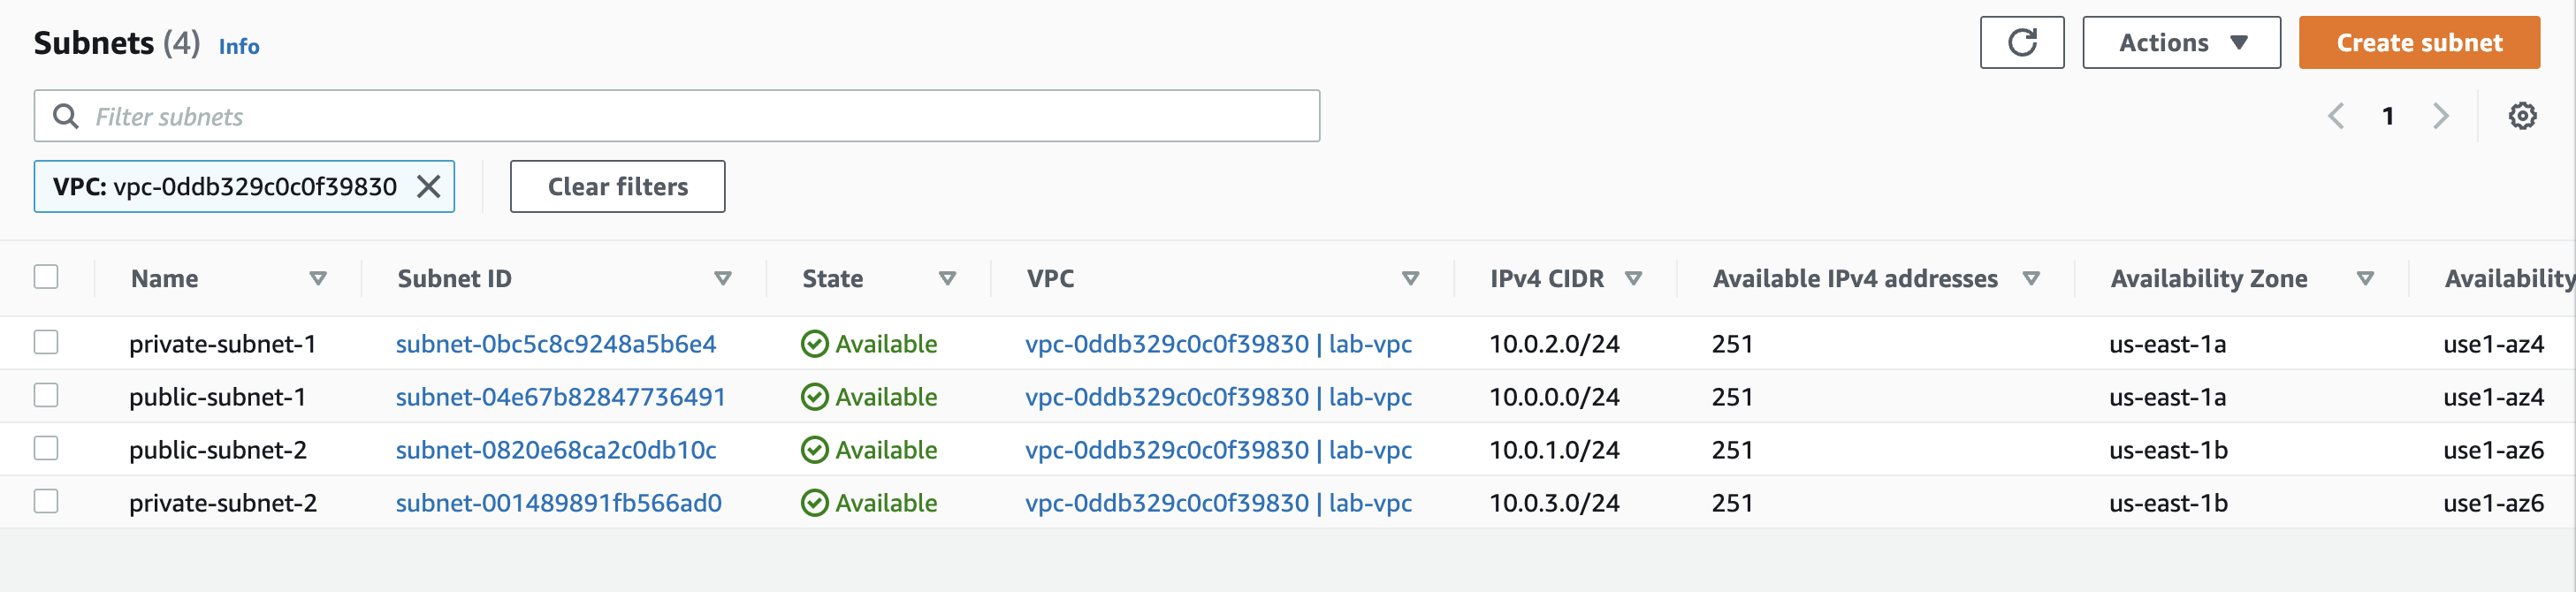 Subnets (4) Info
Actions
Create subnet
Filter subnets
1
VPC: vpc-0ddb329c0c0f39830
Clear filters
Name Subnet ID State VPC IPv4 CIDR Available IPv4 addresses Availability Zone Availability
private-subnet-1 subnet-0bc5c8c9248a5b6e4 Available vpc-0ddb329c0c0f39830 | lab-vpc 10.0.2.0/24 251 us-east-1a use1-az4
public-subnet-1 subnet-04e67b82847736491 Available vpc-0ddb329c0c0f39830 | lab-vpc 10.0.0.0/24 251 us-east-1a use1-az4
public-subnet-2 subnet-0820e68ca2c0db10c Available vpc-0ddb329c0c0f39830 | lab-vpc 10.0.1.0/24 251 us-east-1b use1-az6
private-subnet-2 subnet-001489891fb566ad0 Available vpc-0ddb329c0c0f39830 | lab-vpc 10.0.3.0/24 251 us-east-1b use1-az6